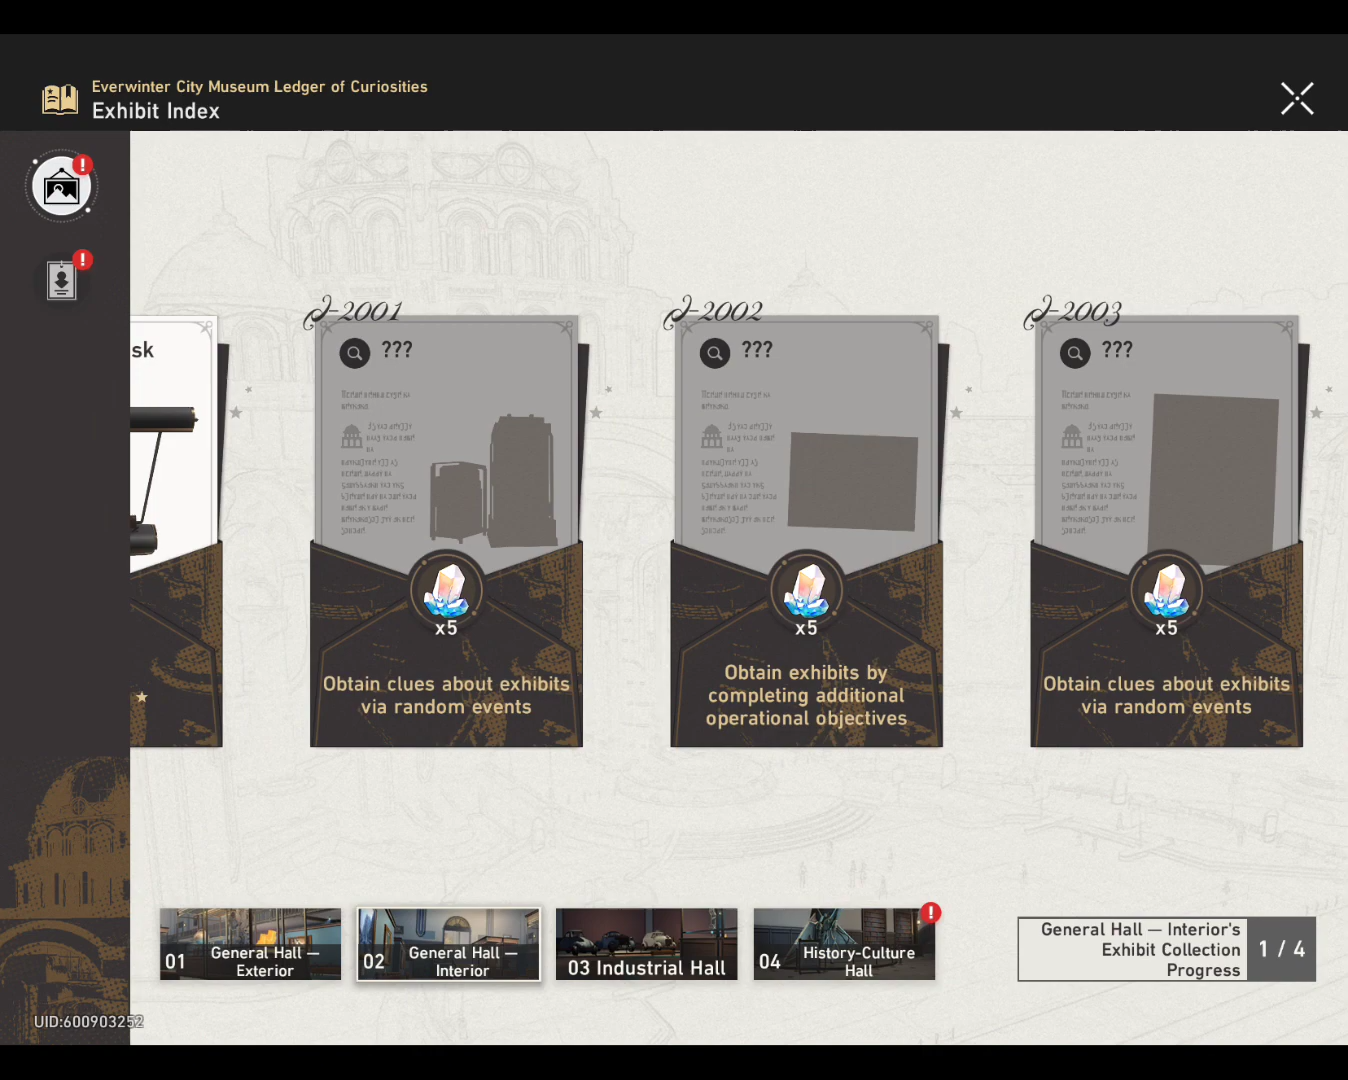 Everwinter City Museum Ledger of Curiosities
Exhibit Index
sk
J-2001
???
x5
Obtain clues about exhibits
via random events
J-2002
???
x5
Obtain exhibits by
completing additional
operational objectives
J-2003
???
x5
Obtain clues about exhibits
via random events
01
General Hall —
Exterior
02
General Hall —
Interior
03 Industrial Hall
04
History-Culture
Hall
General Hall — Interior's
Exhibit Collection
Progress
1 / 4
UID:600903252